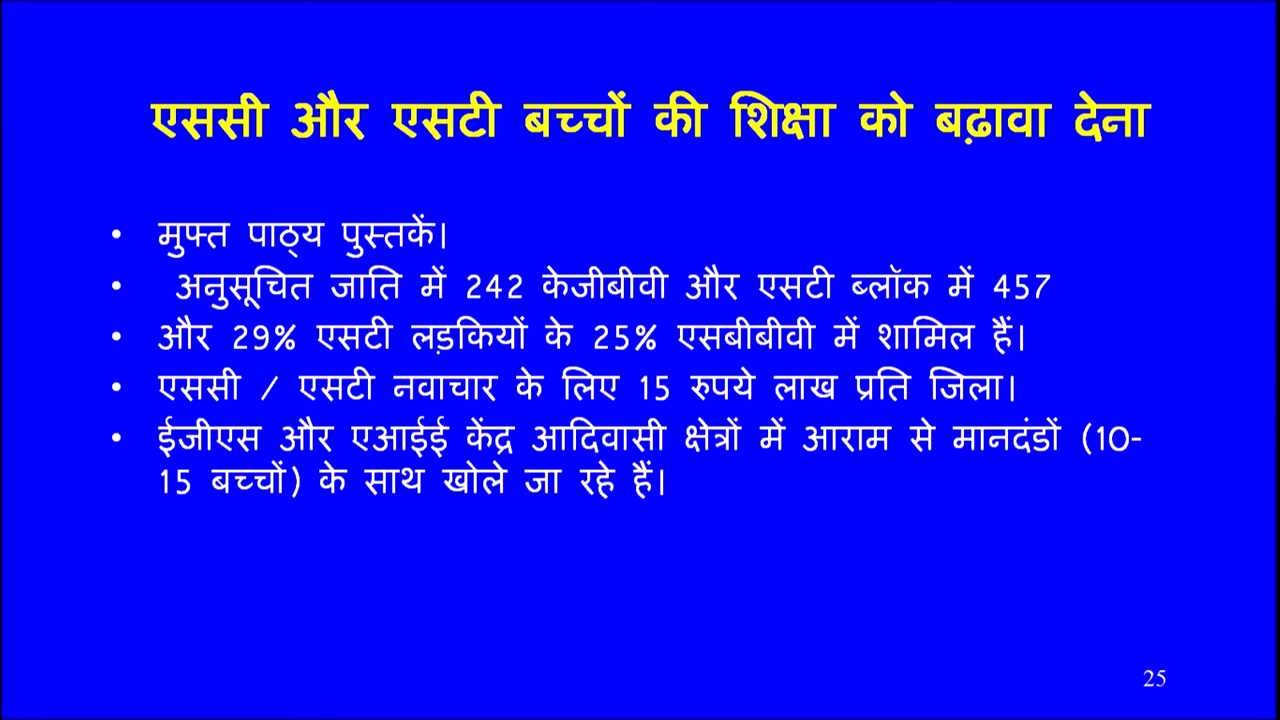 एससी और एसटी बच्चों की शिक्षा को बढ़ावा देना
• मुफ्त पाठ्य पुस्तकें।
• अनुसूचित जाति में 242 केजीबीवी और एसटी ब्लॉक में 457
• और 29% एसटी लड़कियों के 25% एसबीबीवी में शामिल हैं।
• एससी / एसटी नवाचार के लिए 15 रुपये लाख प्रति जिला।
• ईजीएस और एआईई केंद्र आदिवासी क्षेत्रों में आराम से मानदंडों (10-
15 बच्चों) के साथ खोले जा रहे हैं।
25